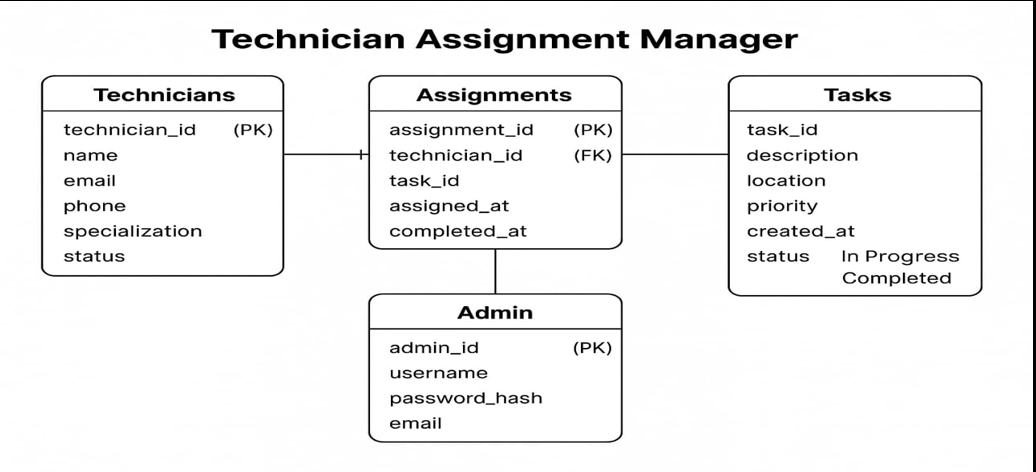 Technician Assignment Manager
Technicians
technician_id (PK)
name
email
phone
specialization
status
Assignments
assignment_id (PK)
technician_id (FK)
task_id
assigned_at
completed_at
Tasks
task_id
description
location
priority
created_at
status In Progress
Completed
Admin
admin_id (PK)
username
password_hash
email